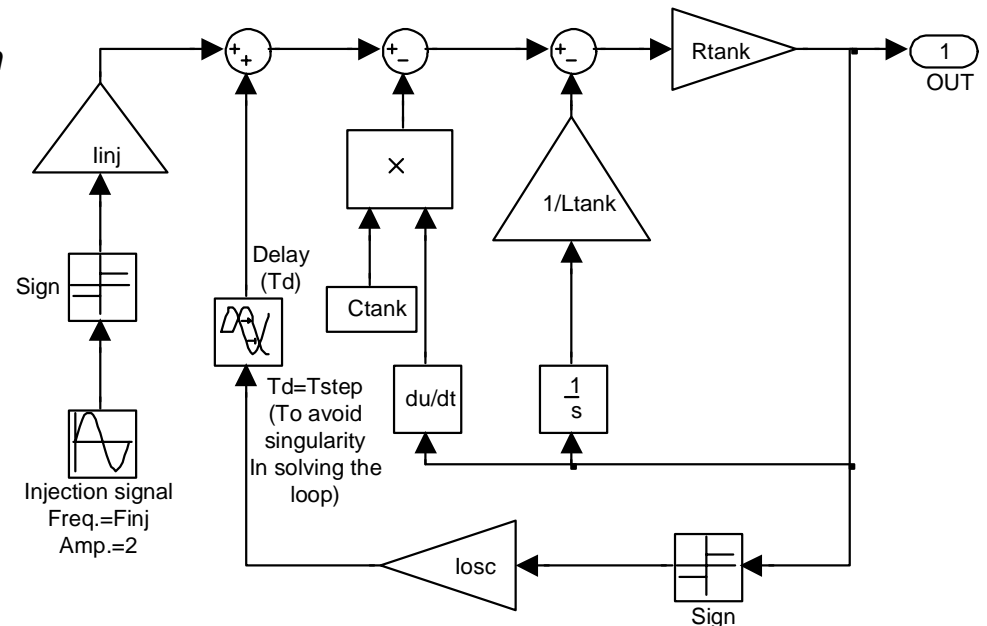 +
+
+
−
+
−
Rtank
1
OUT
Iinj
×
1/Ltank
Sign
Delay
(Td)
Ctank
Td=Tstep
(To avoid
singularity
In solving the
loop)
du/dt
1
s
Injection signal
Freq.=Finj
Amp.=2
Iosc
Sign